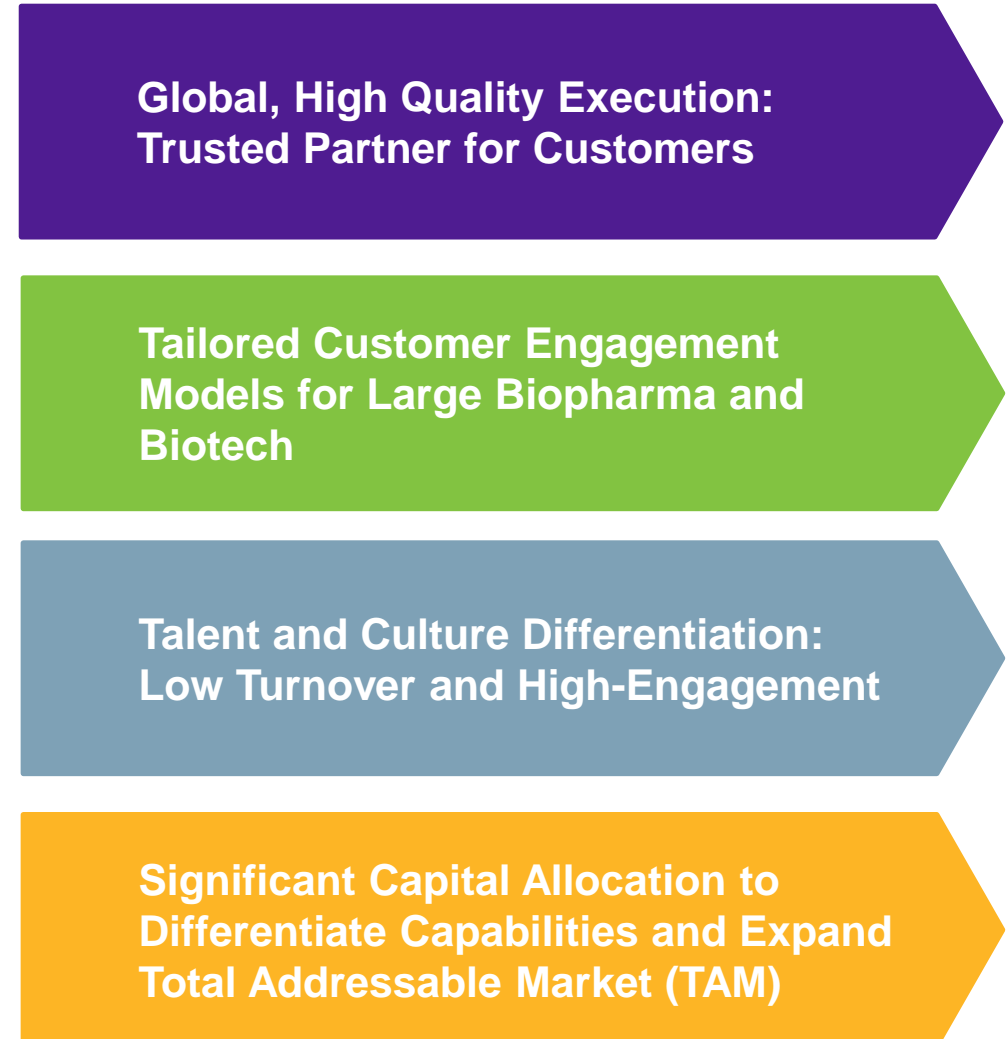 Global, High Quality Execution:
Trusted Partner for Customers
Tailored Customer Engagement
Models for Large Biopharma and
Biotech
Talent and Culture Differentiation:
Low Turnover and High-Engagement
Significant Capital Allocation to
Differentiate Capabilities and Expand
Total Addressable Market (TAM)